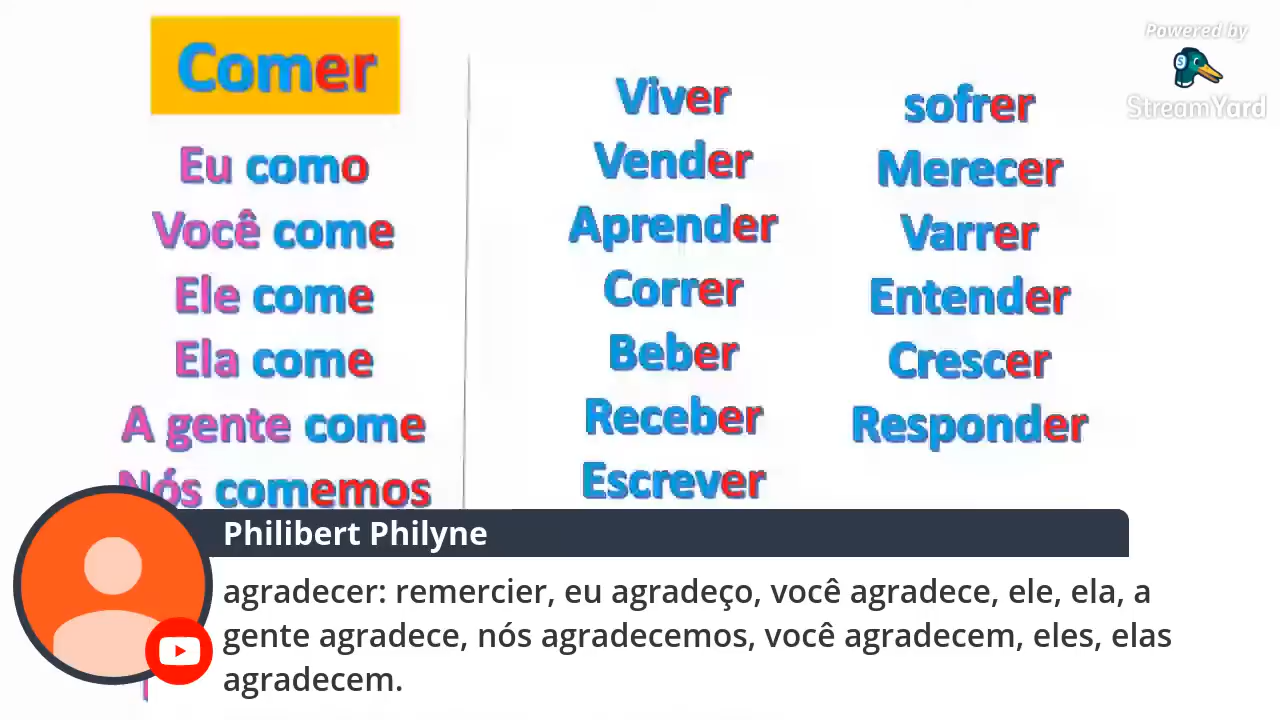 Comer
Eu como
Você come
Ele come
Ela come
A gente come
Nós comemos
Viver
Vender
Aprender
Correr
Beber
Receber
Escrever
sofrer
Merecer
Varrer
Entender
Crescer
Responder
Powered by
StreamYard
Philibert Philyne
agradecer: remercier, eu agradeço, você agradece, ele, ela, a
gente agradece, nós agradecemos, você agradecem, eles, elas
agradecem.